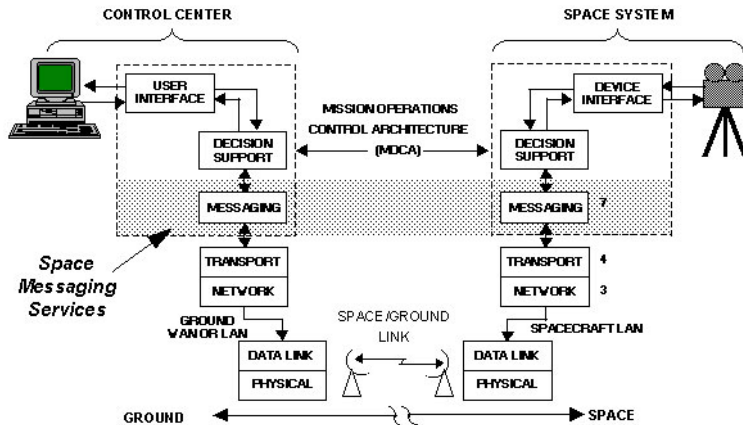 CONTROL CENTER
SPACE SYSTEM
USER
INTERFACE
DEVICE
INTERFACE
MISSION OPERATIONS
CONTROL ARCHITECTURE
(MOCA)
DECISION
SUPPORT
DECISION
SUPPORT
MESSAGING
MESSAGING
7
Space
Messaging
Services
TRANSPORT
NETWORK
TRANSPORT
NETWORK
4
3
GROUND
WAN OR LAN
SPACE/GROUND
LINK
SPACECRAFT LAN
DATA LINK
PHYSICAL
DATA LINK
PHYSICAL
GROUND
SPACE